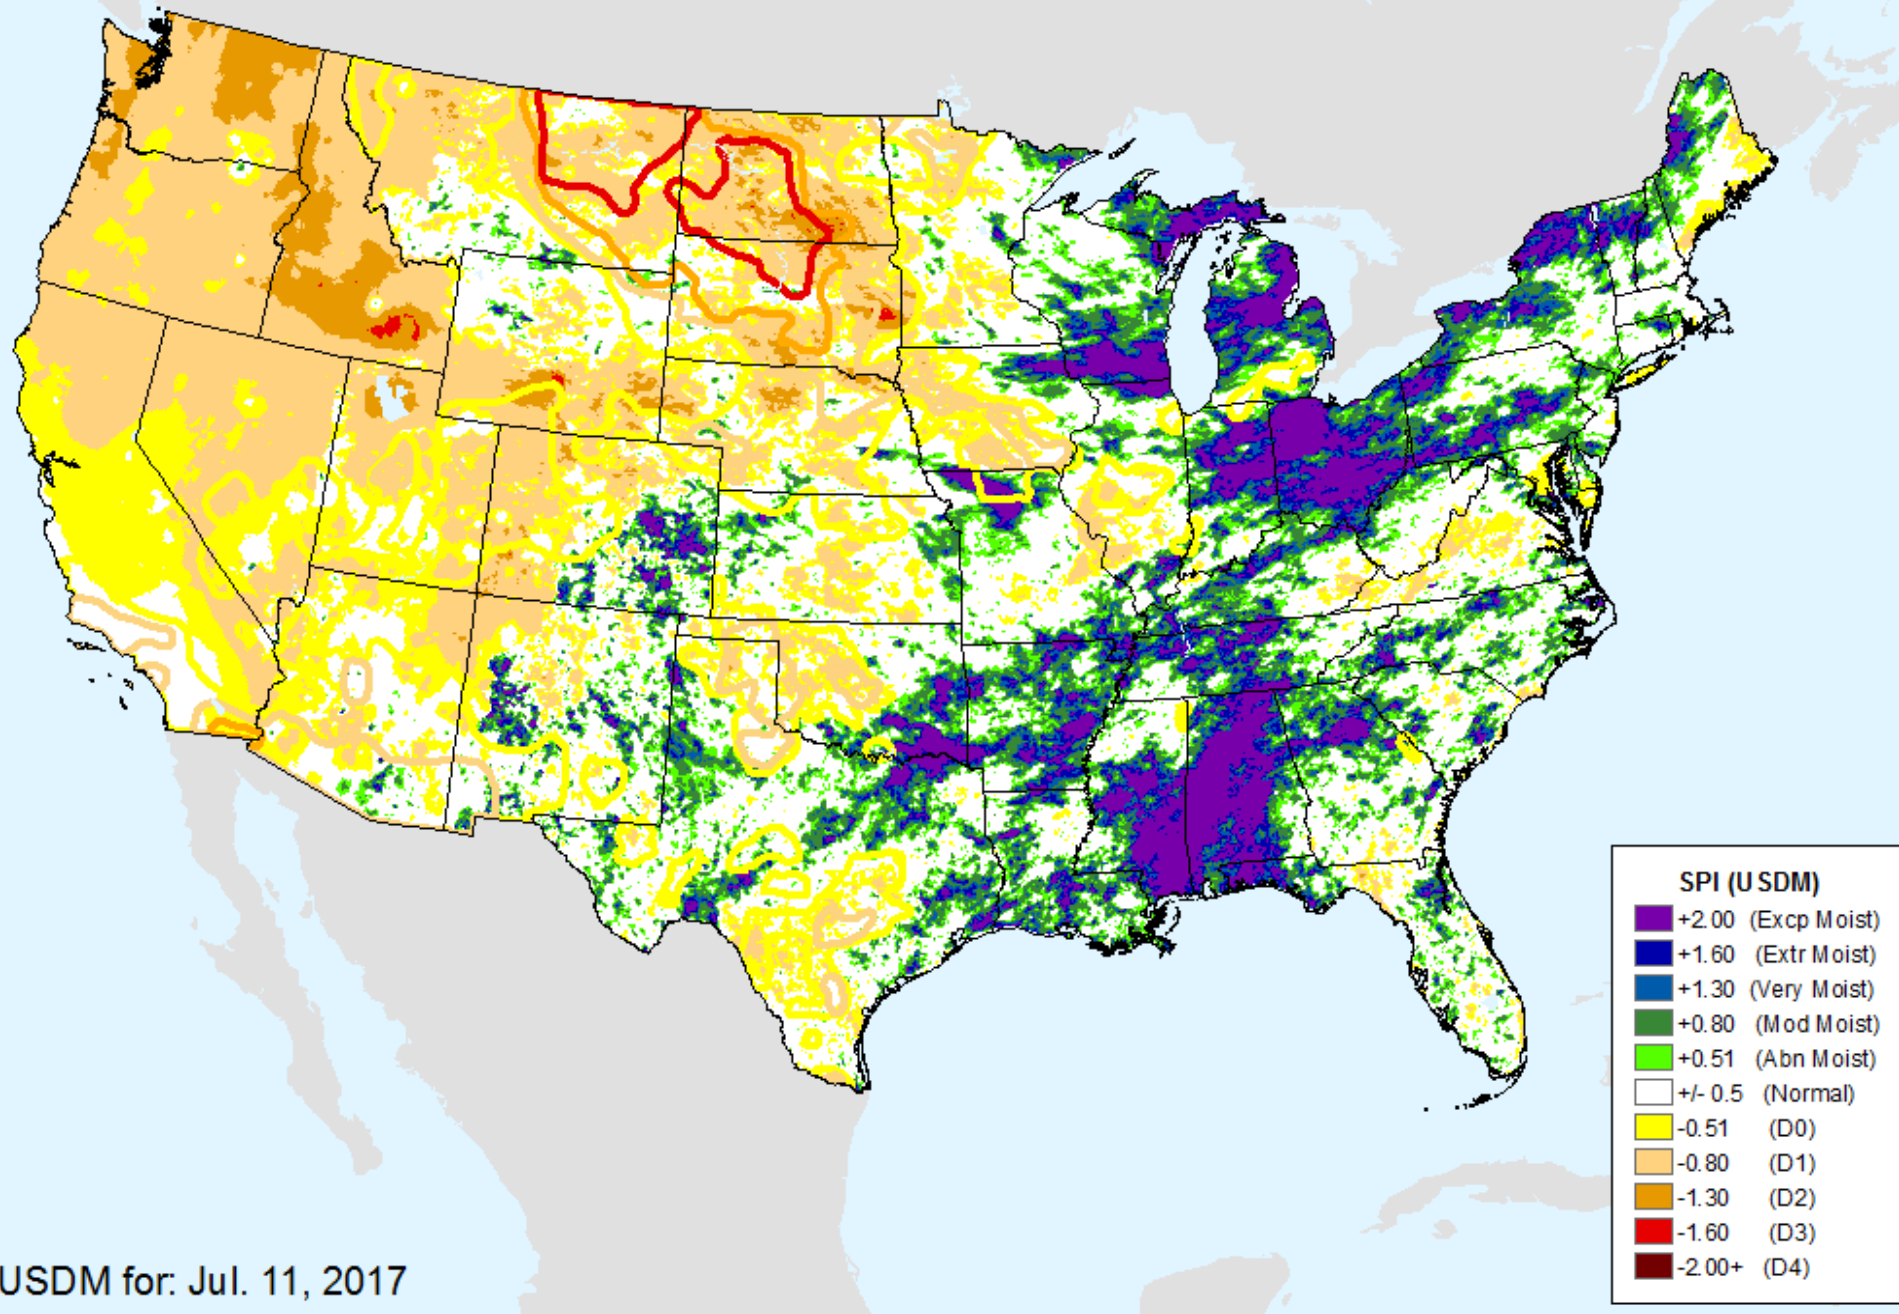 SPI (USDM)
+2.00 (Excp Moist)
+1.60 (Extr Moist)
+1.30 (Very Moist)
+0.80 (Mod Moist)
+0.51 (Abn Moist)
+/- 0.5 (Normal)
-0.51 (D0)
-0.80 (D1)
-1.30 (D2)
-1.60 (D3)
-2.00+ (D4)
USDM for: Jul. 11, 2017